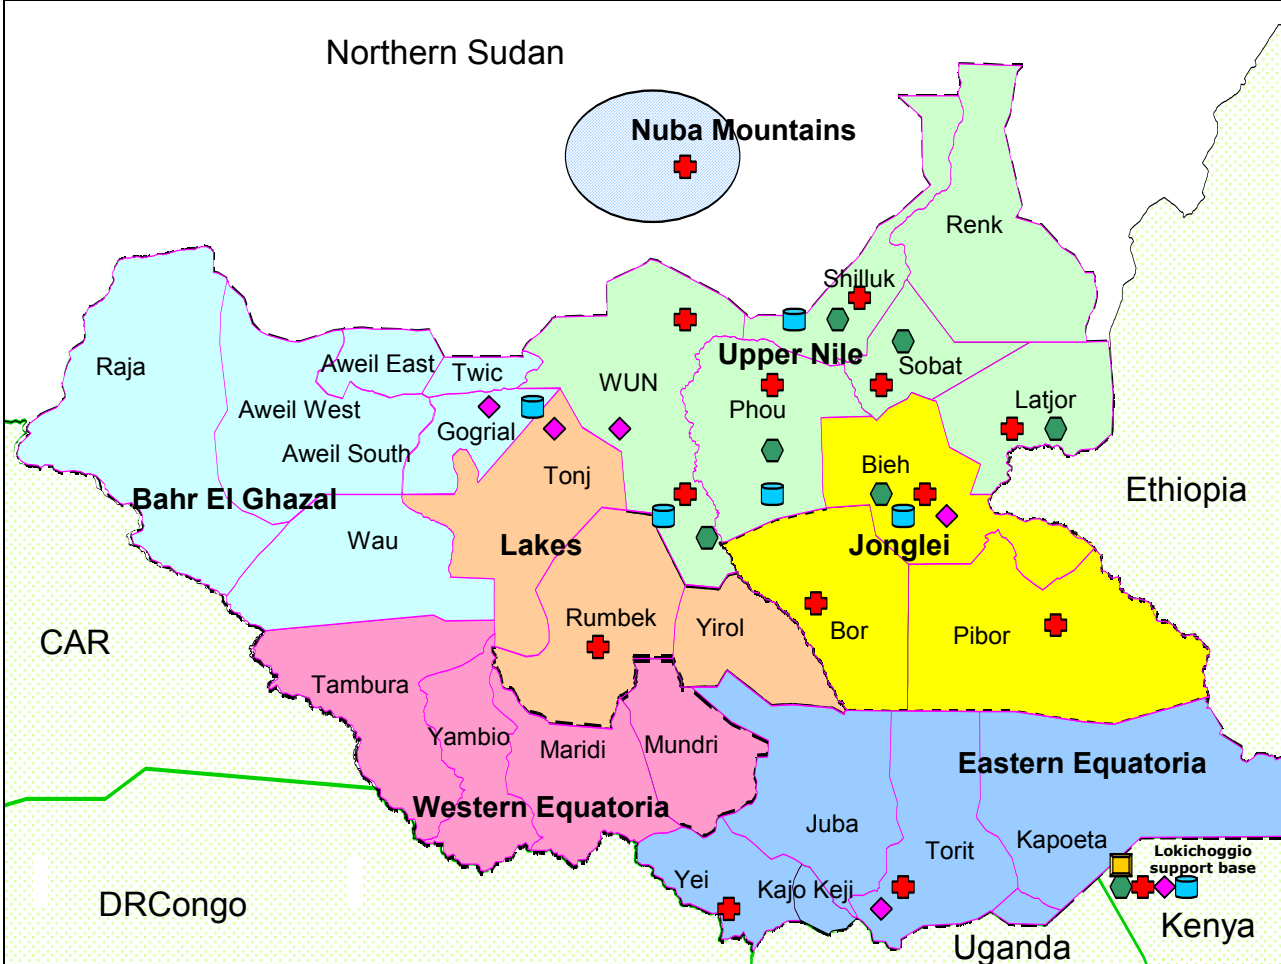 Northern Sudan
Nuba Mountains
Renk
Shilluk
Raja
Aweil East
Twic
WUN
Upper Nile
Sobat
Aweil West
Phou
Latjor
Gogrial
Aweil South
Tonj
Bieh
Bahr El Ghazal
Ethiopia
Wau
Lakes
Jonglei
Rumbek
Yirol
Bor
Pibor
CAR
Tambura
Yambio
Maridi
Mundri
Eastern Equatoria
Western Equatoria
Juba
Torit
Kapoeta
Lokichoggio
support base
Yei
Kajo Keji
DRCongo
Kenya
Uganda